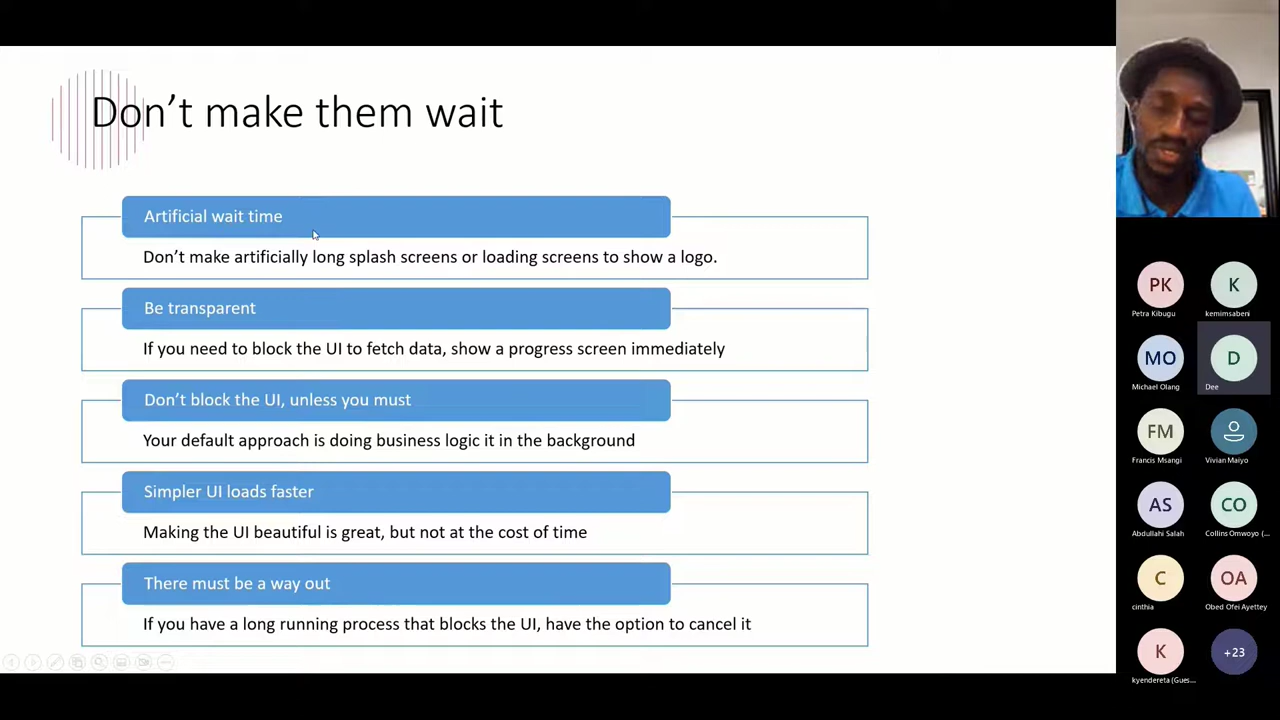 Don't make them wait
Artificial wait time
Don't make artificially long splash screens or loading screens to show a logo.
Be transparent
If you need to block the UI to fetch data, show a progress screen immediately
Don't block the UI, unless you must
Your default approach is doing business logic it in the background
Simpler UI loads faster
Making the UI beautiful is great, but not at the cost of time
There must be a way out
If you have a long running process that blocks the UI, have the option to cancel it
PK
K
Petra Kibugu
kemimsabeni
MO
D
Michael Olang
Dee
FM
Francis Msangi
Vivian Maiyo
AS
CO
Abdullahi Salah
Collins Omwoyo (...
C
OA
cinthia
Obed Ofei Ayettey
K
+23
kyendereta (Gues...